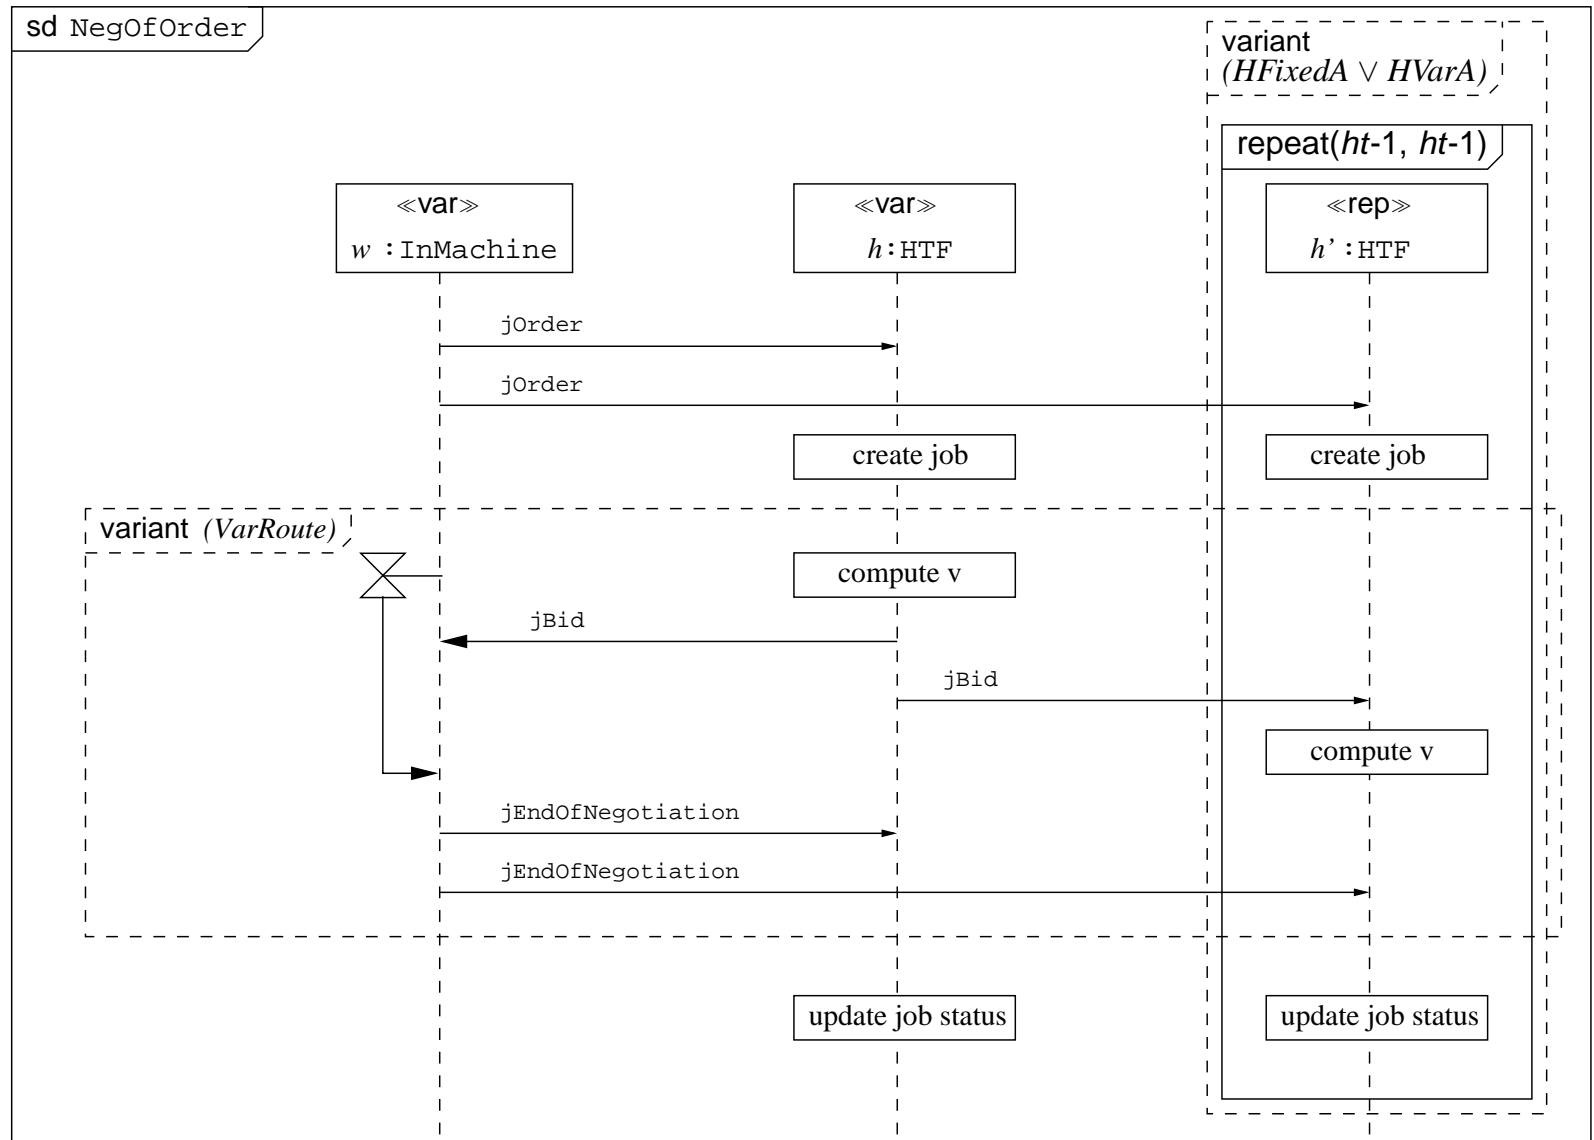 sd NegOfOrder
variant
(HFixedA ∨ HVarA)
repeat(ht-1, ht-1)
≪var≫
w :InMachine
≪var≫
h:HTF
≪rep≫
h’ :HTF
jOrder
jOrder
create job
create job
variant (VarRoute)
compute v
jBid
jBid
compute v
jEndOfNegotiation
jEndOfNegotiation
update job status
update job status